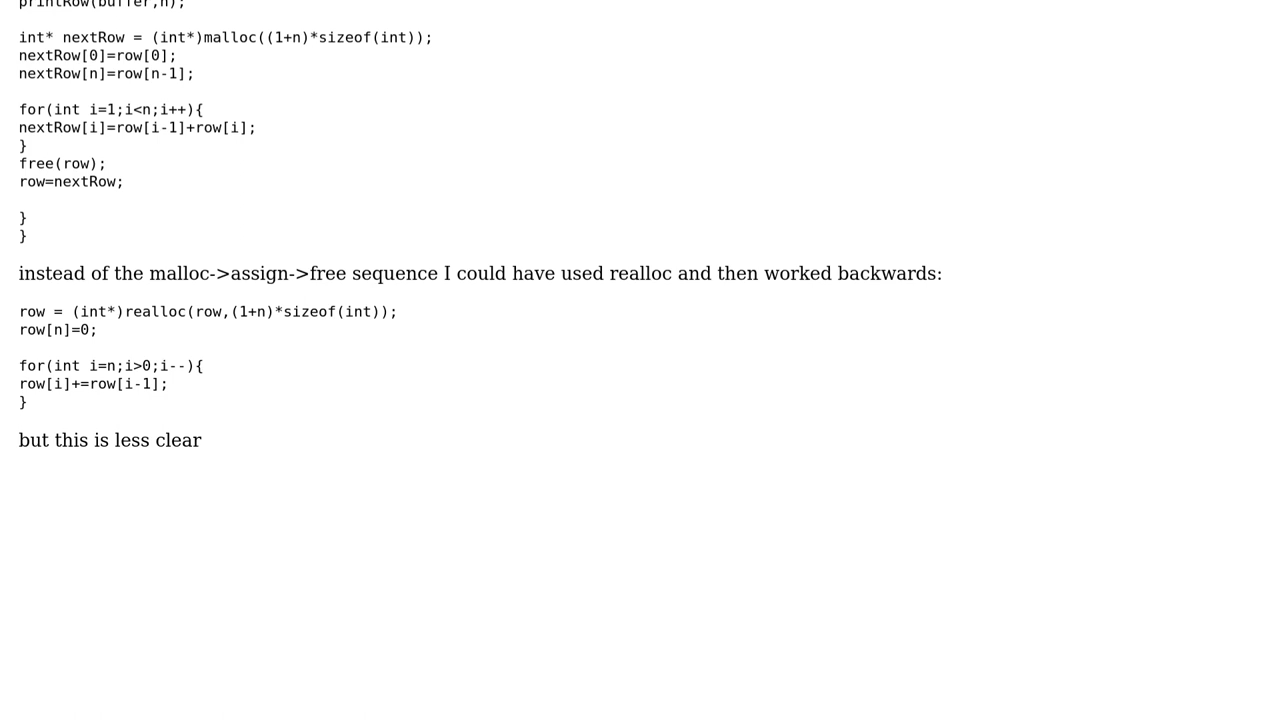 printRow(buffer,n);
int* nextRow = (int*)malloc((1+n)*sizeof(int));
nextRow[0]=row[0];
nextRow[n]=row[n-1];
for(int i=1;i<n;i++){
nextRow[i]=row[i-1]+row[i];
}
free(row);
row=nextRow;
}
}
instead of the malloc->assign->free sequence I could have used realloc and then worked backwards:
row = (int*)realloc(row,(1+n)*sizeof(int));
row[n]=0;
for(int i=n;i>0;i--){
row[i]+=row[i-1];
}
but this is less clear